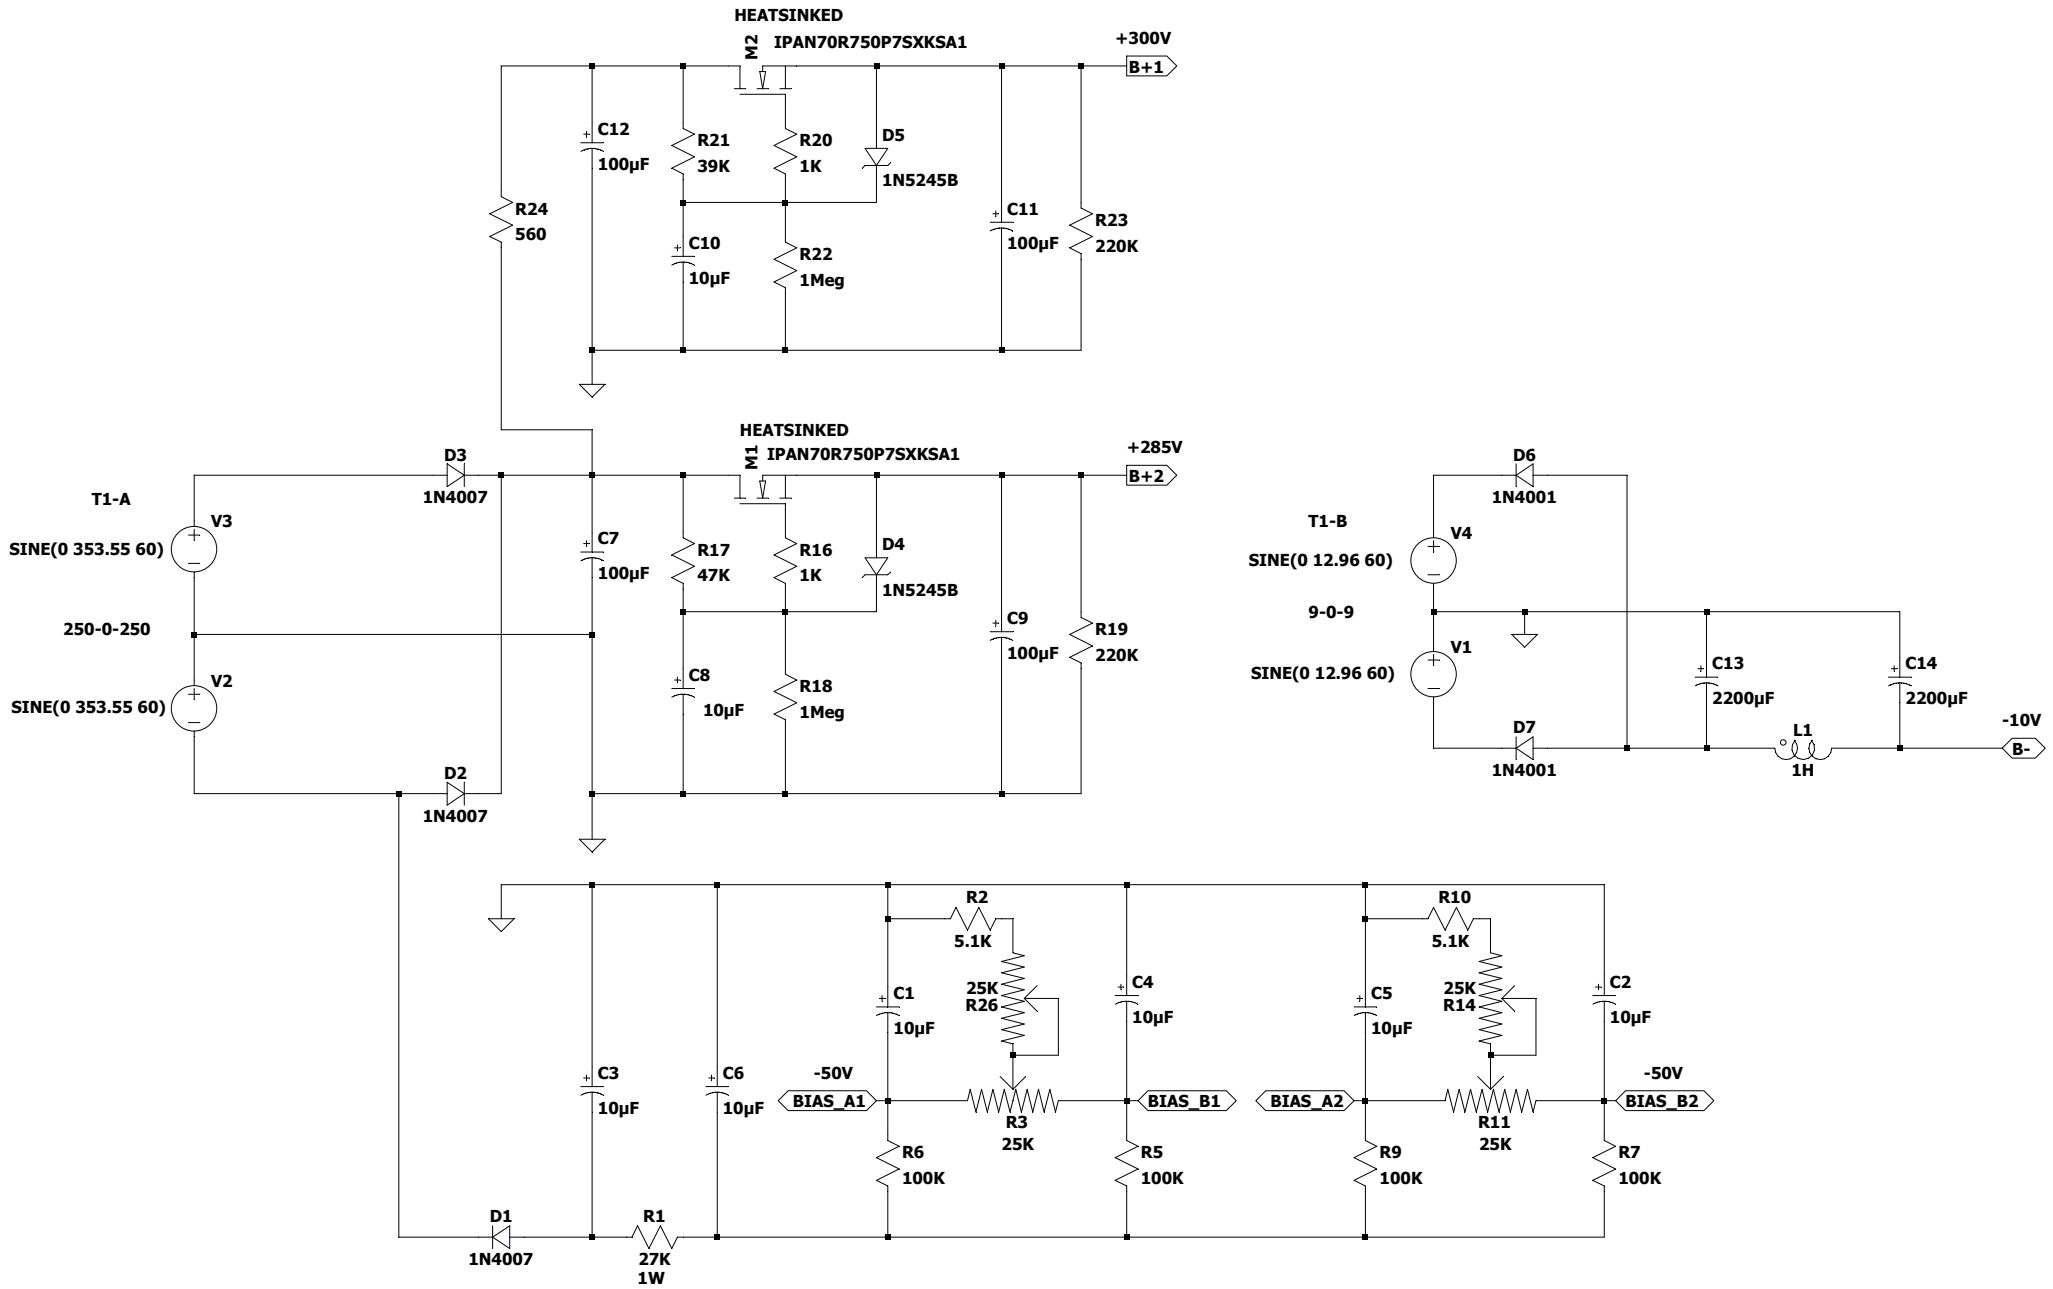 HEATSINKED
M2
IPAN70R750P7SXKSA1
+300V
B+1
C12
100µF
R21
39K
R20
1K
D5
1N5245B
R24
560
C10
10µF
R22
1Meg
C11
100µF
R23
220K
HEATSINKED
M1
IPAN70R750P7SXKSA1
+285V
B+2
D3
1N4007
T1-A
V3
SINE(0 353.55 60)
250-0-250
V2
SINE(0 353.55 60)
C7
100µF
R17
47K
R16
1K
D4
1N5245B
C8
10µF
R18
1Meg
C9
100µF
R19
220K
D2
1N4007
D6
1N4001
T1-B
V4
SINE(0 12.96 60)
9-0-9
V1
SINE(0 12.96 60)
C13
2200µF
C14
2200µF
D7
1N4001
L1
1H
-10V
B-
R2
5.1K
25K
R26
C1
10µF
C4
10µF
R10
5.1K
25K
R14
C5
10µF
C2
10µF
C3
10µF
C6
10µF
-50V
BIAS_A1
R3
25K
BIAS_B1
BIAS_A2
R11
25K
-50V
BIAS_B2
R6
100K
R5
100K
R9
100K
R7
100K
D1
1N4007
R1
27K
1W